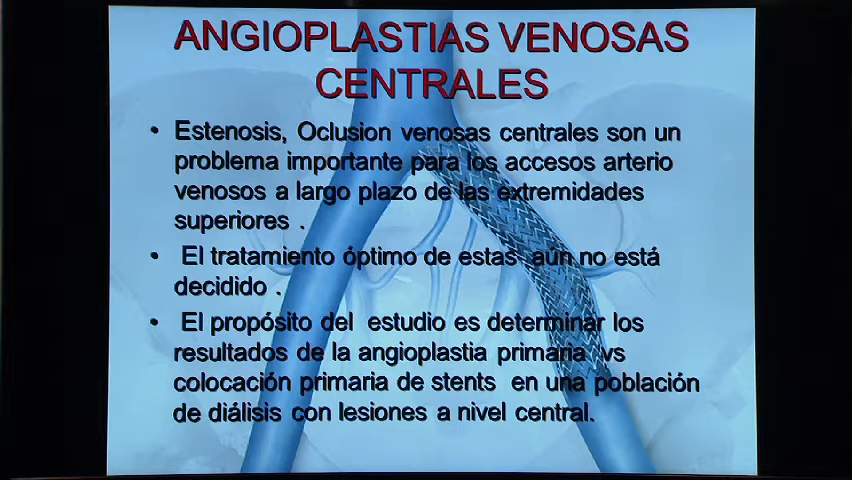 ANGIOPLASTIAS VENOSAS
CENTRALES
• Estenosis, Oclusion venosas centrales son un
problema importante para los accesos arterio
venosos a largo plazo de las extremidades
superiores .
• El tratamiento óptimo de estas aún no está
decidido .
• El propósito del estudio es determinar los
resultados de la angioplastia primaria vs
colocación primaria de stents en una población
de diálisis con lesiones a nivel central.